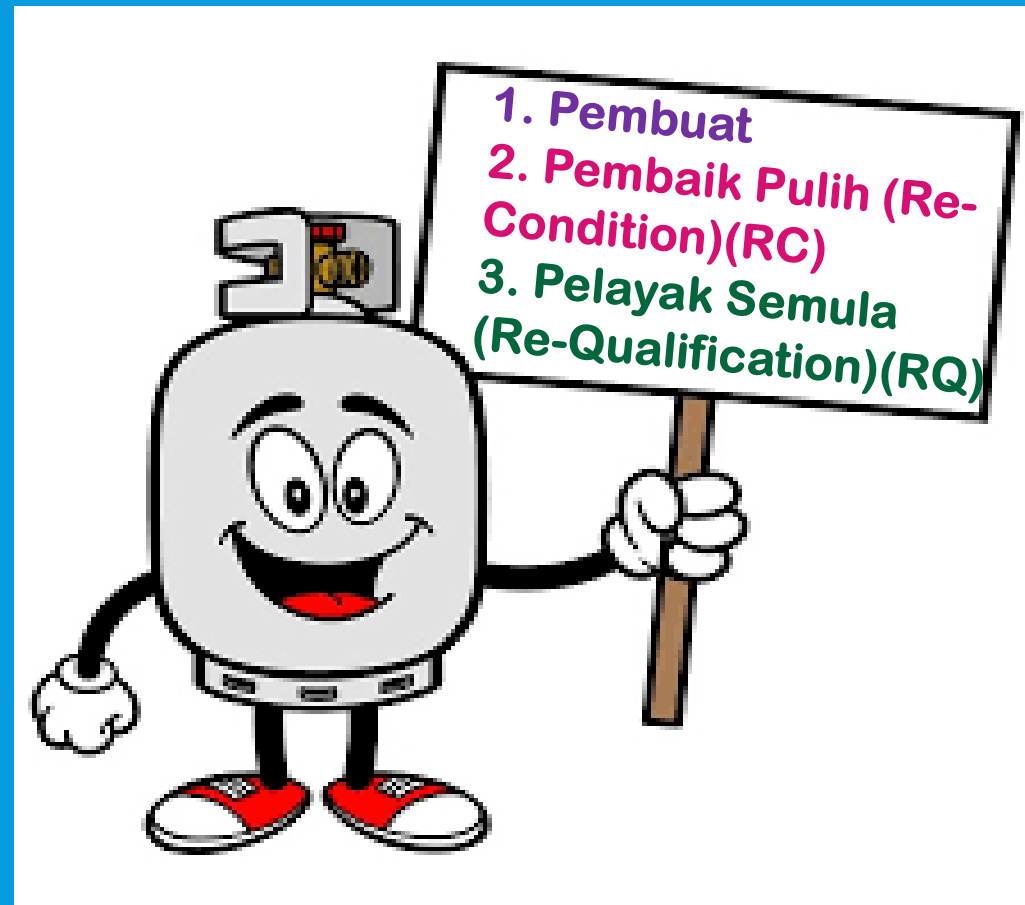 1. Pembuat
2. Pembaik Pulih (Re-
Condition)(RC)
3. Pelayak Semula
(Re-Qualification)(RQ)